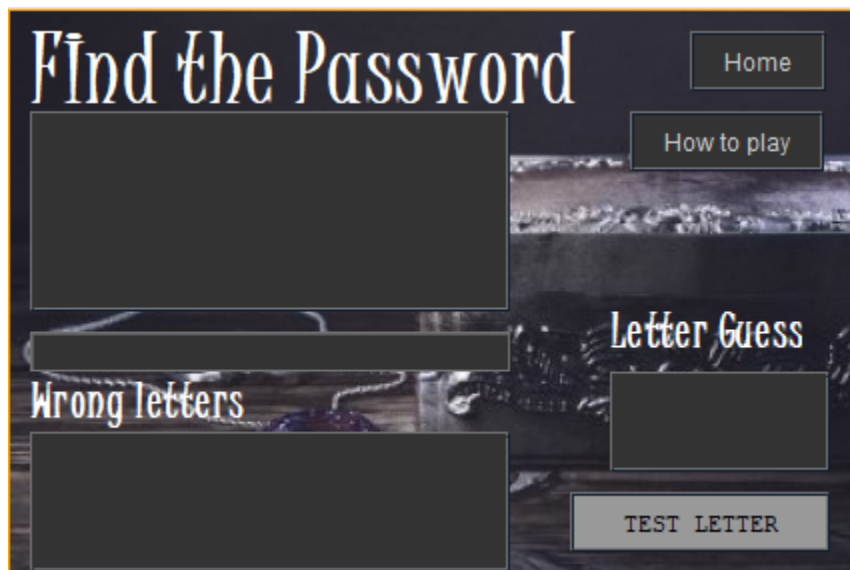 Find the Password
Home
How to play
Letter Guess
Wrong letters
TEST LETTER